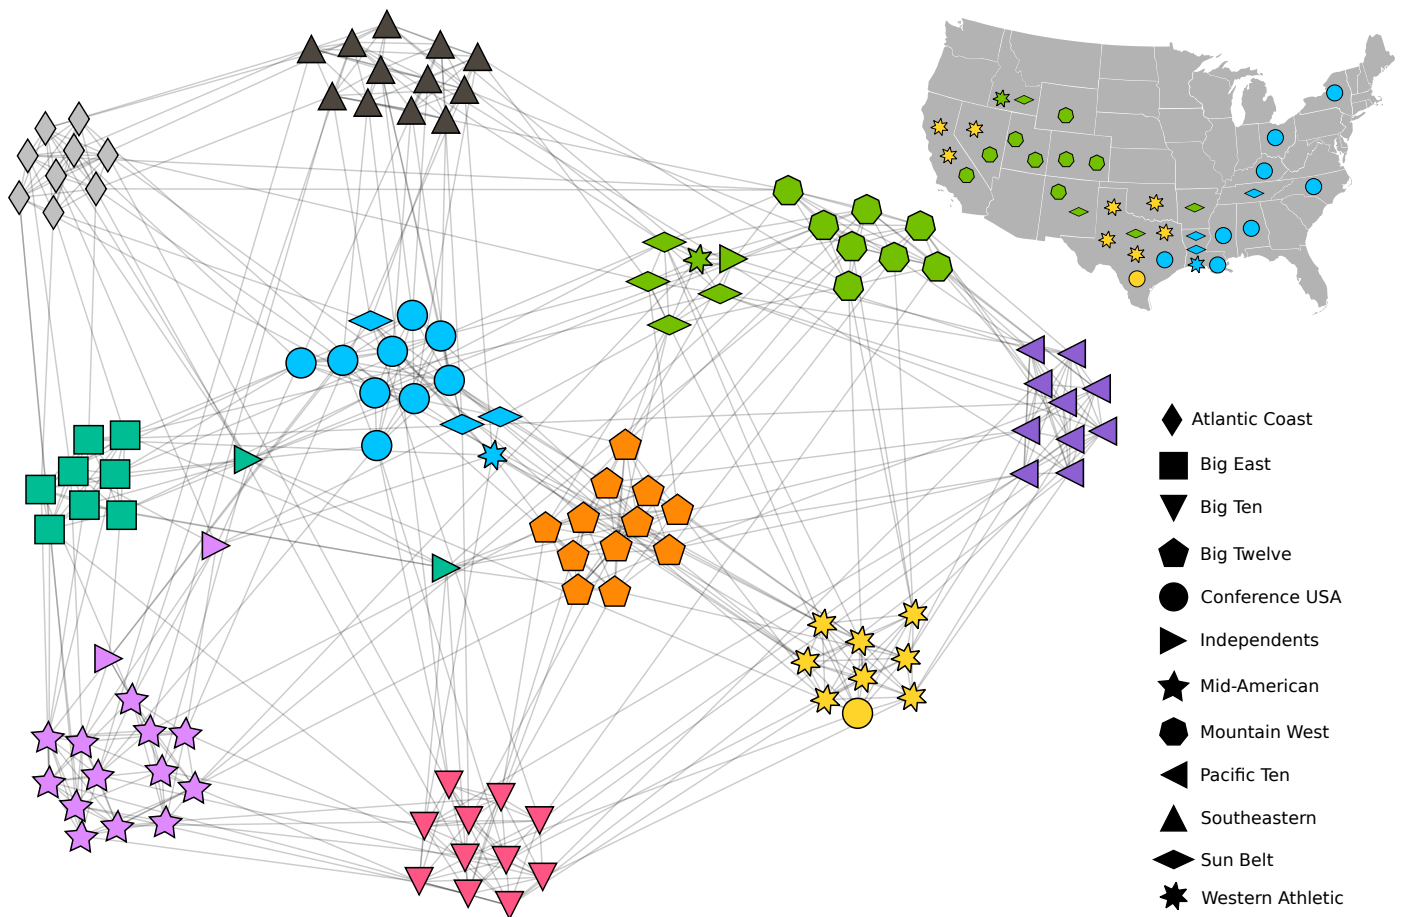 Atlantic Coast
Big East
Big Ten
Big Twelve
Conference USA
Independents
Mid-American
Mountain West
Pacific Ten
Southeastern
Sun Belt
Western Athletic